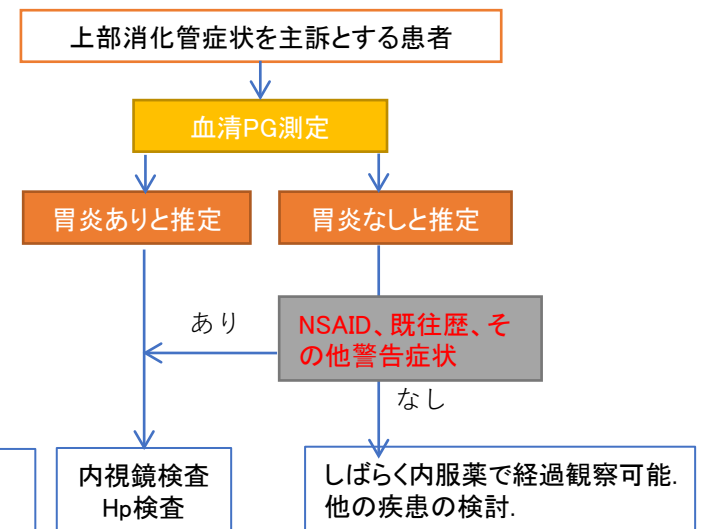 上部消化管症状を主訴とする患者
血清PG測定
胃炎ありと推定
胃炎なしと推定
あり
NSAID、既往歴、そ
の他警告症状
なし
内視鏡検査
Hp検査
しばらく内服薬で経過観察可能.
他の疾患の検討.